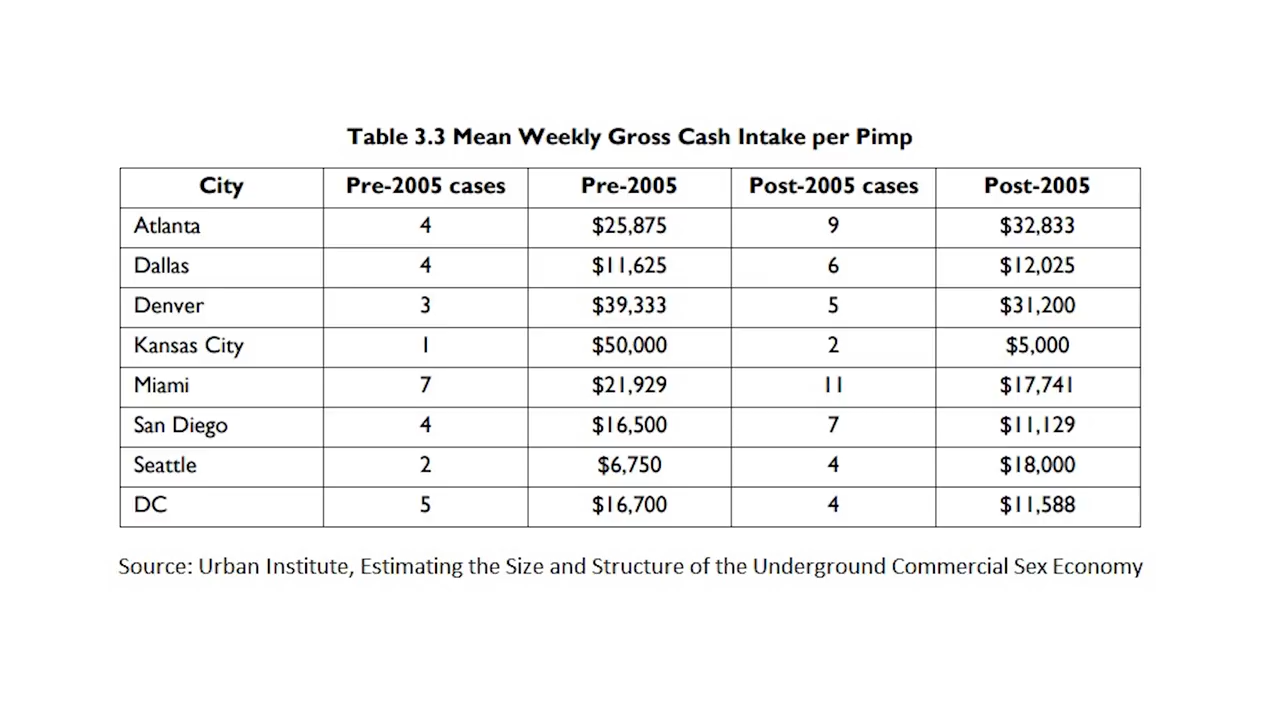 Table 3.3 Mean Weekly Gross Cash Intake per Pimp
City Pre-2005 cases Pre-2005 Post-2005 cases Post-2005
Atlanta 4 $25,875 9 $32,833
Dallas 4 $11,625 6 $12,025
Denver 3 $39,333 5 $31,200
Kansas City 1 $50,000 2 $5,000
Miami 7 $21,929 11 $17,741
San Diego 4 $16,500 7 $11,129
Seattle 2 $6,750 4 $18,000
DC 5 $16,700 4 $11,588
Source: Urban Institute, Estimating the Size and Structure of the Underground Commercial Sex Economy